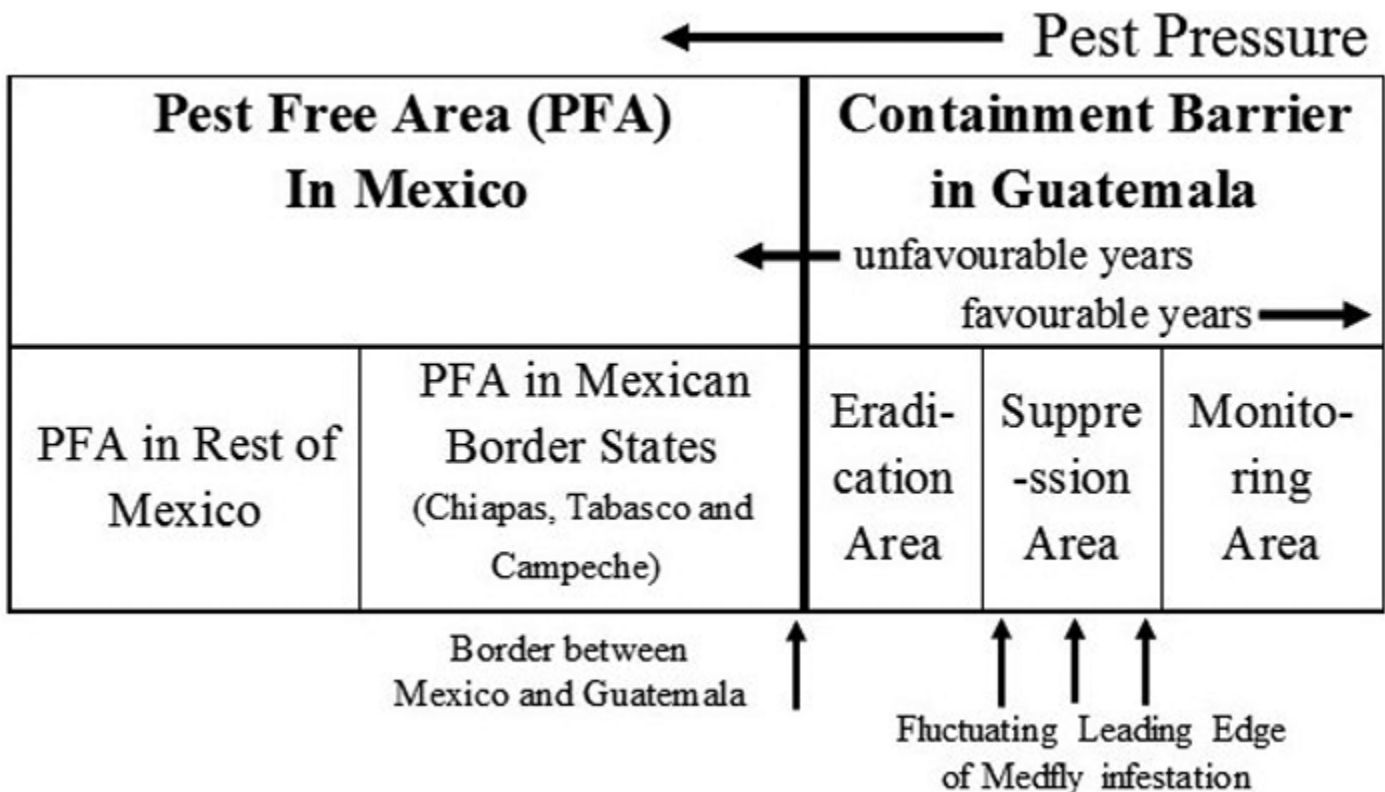 Pest Pressure
Pest Free Area (PFA)
In Mexico
Containment Barrier
in Guatemala
unfavourable years
favourable years
PFA in Rest of
Mexico
PFA in Mexican
Border States
(Chiapas, Tabasco and
Campeche)
Eradi-
cation
Area
Suppre
-ssion
Area
Monito-
ring
Area
Border between
Mexico and Guatemala
Fluctuating Leading Edge
of Medfly infestation